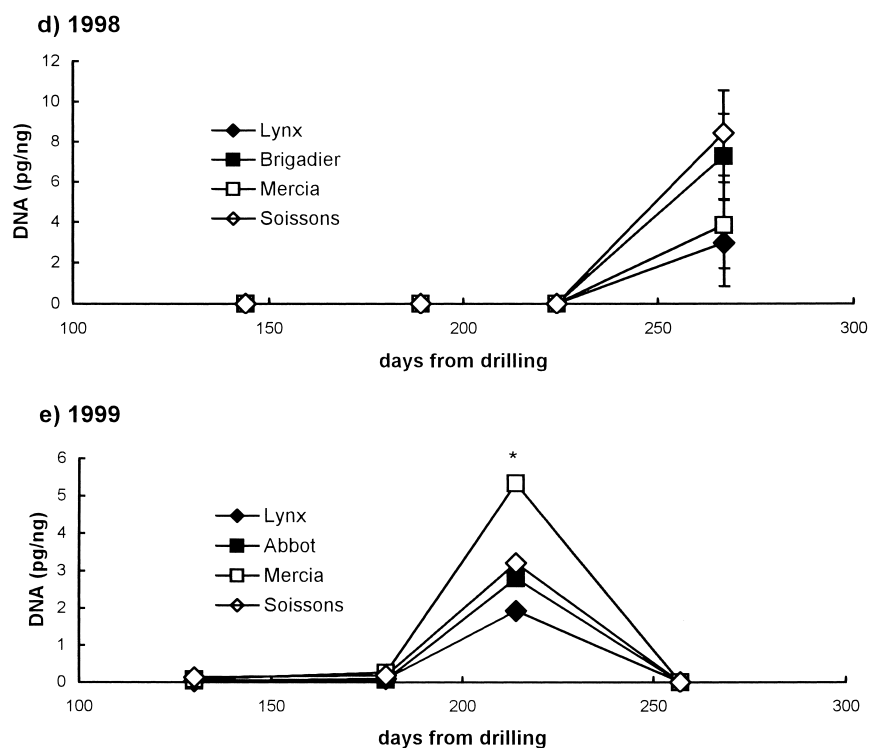 d) 1998
12
10
8
6
4
2
0
DNA (pg/ng)
Lynx
Brigadier
Mercia
Soissons
100 150 200 250 300
days from drilling
e) 1999
6
5
4
3
2
1
0
DNA (pg/ng)
*
Lynx
Abbot
Mercia
Soissons
100 150 200 250 300
days from drilling